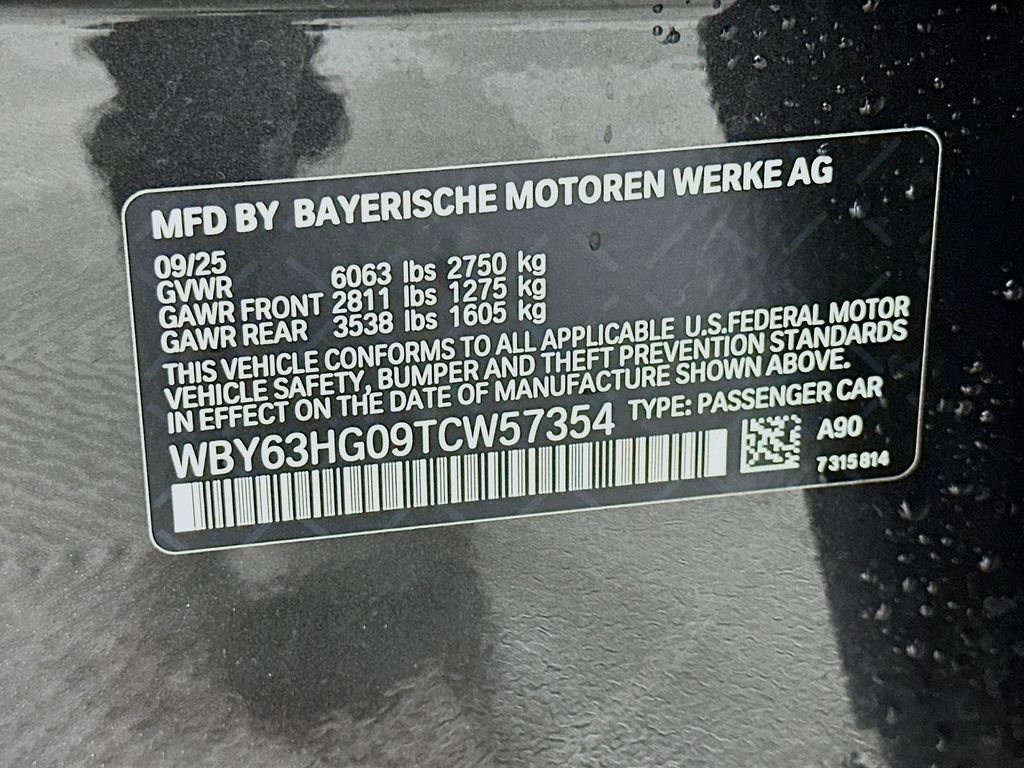 MFD BY BAYERISCHE MOTOREN WERKE AG
09/25
GVWR 6063 lbs 2750 kg
GAWR FRONT 2811 lbs 1275 kg
GAWR REAR 3538 lbs 1605 kg
THIS VEHICLE CONFORMS TO ALL APPLICABLE U.S.FEDERAL MOTOR
VEHICLE SAFETY, BUMPER AND THEFT PREVENTION STANDARDS
IN EFFECT ON THE DATE OF MANUFACTURE SHOWN ABOVE.
WBY63HG09TCW57354 TYPE: PASSENGER CAR
A90
7315814